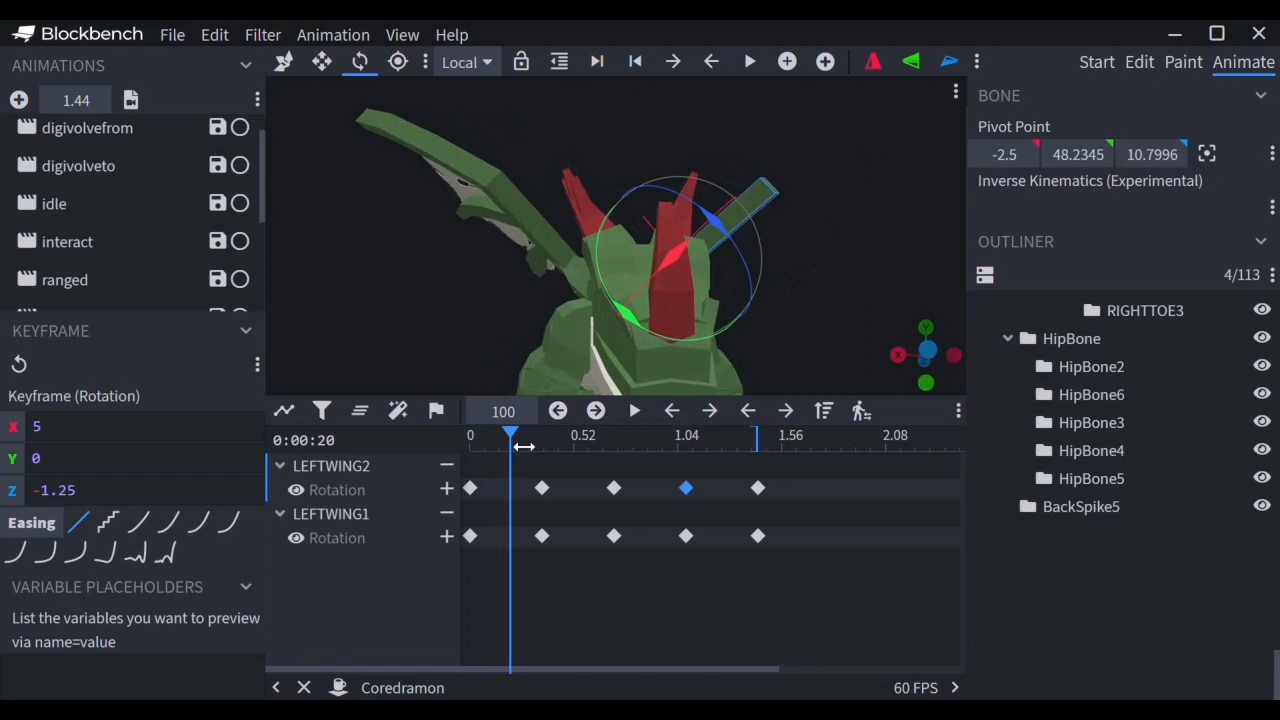 Blockbench File Edit Filter Animation View Help
ANIMATIONS
Local
Start Edit Paint Animate
1.44
digivolvefrom
digivolveto
idle
interact
ranged
KEYFRAME
Keyframe (Rotation)
X 5
Y 0
Z -1.25
Easing
VARIABLE PLACEHOLDERS
List the variables you want to preview
via name=value
BONE
Pivot Point
-2.5 48.2345 10.7996
Inverse Kinematics (Experimental)
OUTLINER
4/113
RIGHTTOE3
HipBone
HipBone2
HipBone6
HipBone3
HipBone4
HipBone5
BackSpike5
Y
X
100
0:00:20
0 0.52 1.04 1.56 2.08
LEFTWING2
Rotation
LEFTWING1
Rotation
Coredramon
60 FPS